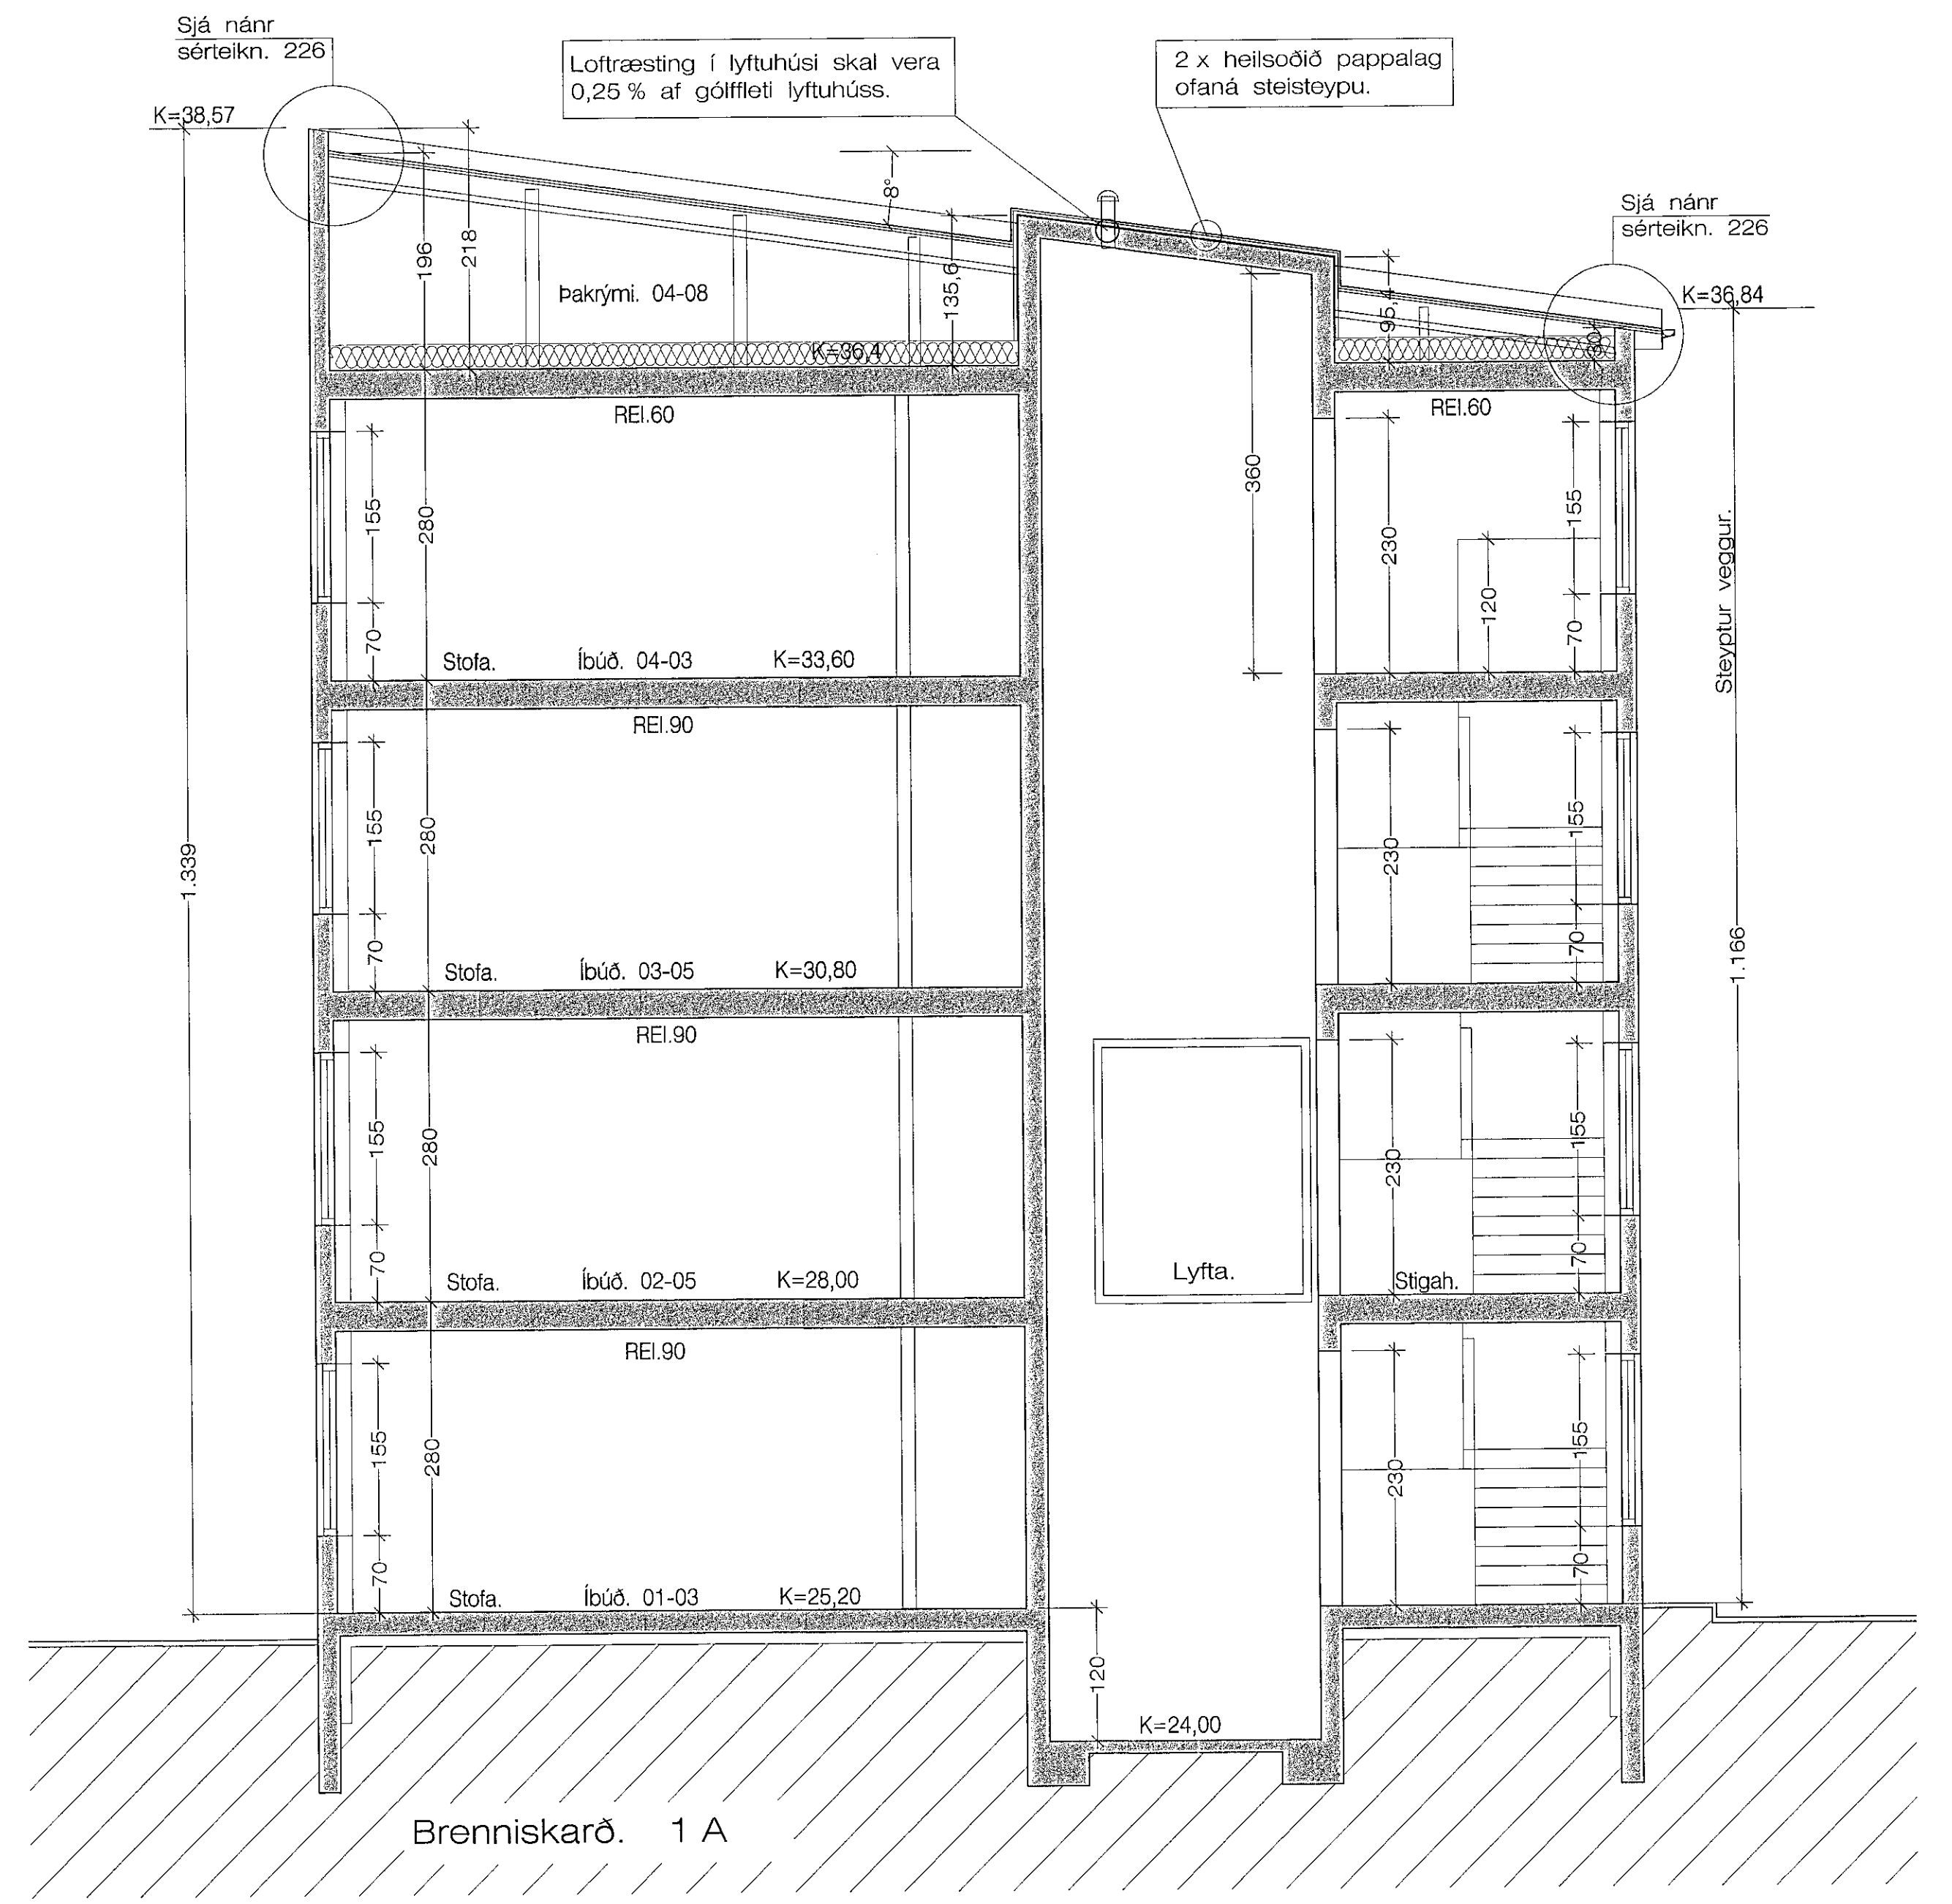 Sjá nánr
sérteikn. 226
Loftræsting í lyftuhúsi skal vera
0,25 % af gólffleti lyftuhúss.
2 x heilsoðið pappalag
ofaná steisteypu.
K=38,57
8°
Sjá nánr
sérteikn. 226
196
218
135,6
95,4
30
K=36,84
Þakrými. 04-08
K=36,4
REI.60
REI.60
155
280
360
230
155
120
70
70
Steyptur veggur.
Stofa.
Íbúð. 04-03
K=33,60
REI.90
155
280
230
155
1.339
1.166
70
70
Stofa.
Íbúð. 03-05
K=30,80
REI.90
155
280
230
155
70
70
Stofa.
Íbúð. 02-05
K=28,00
Lyfta.
Stigah.
REI.90
155
280
230
155
70
70
Stofa.
Íbúð. 01-03
K=25,20
120
K=24,00
Brenniskarð. 1 A